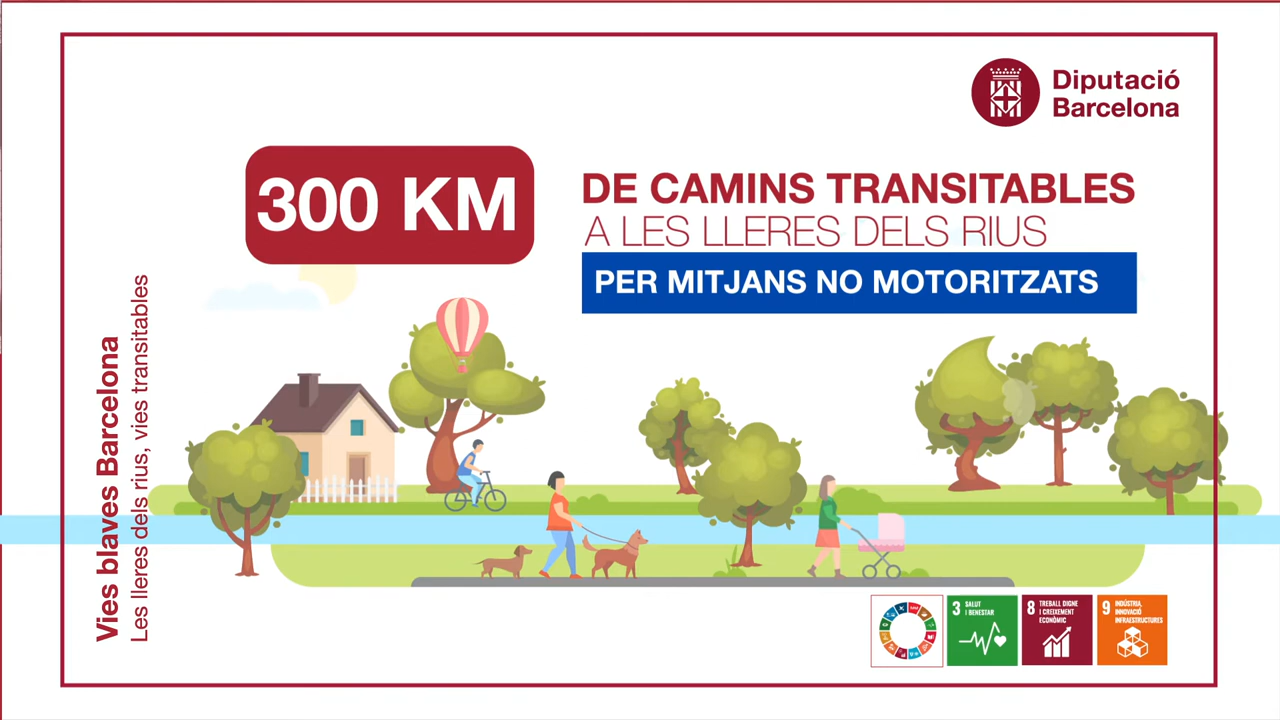 Diputació
Barcelona
300 KM
DE CAMINS TRANSITABLES
A LES LLERES DELS RIUS
PER MITJANS NO MOTORITZATS
Vies blaves Barcelona
Les lleres dels rius, vies transitables
3 SALUT
I BENESTAR
8 TREBALL DIGNE
I CREIXEMENT
ECONÒMIC
9 INDÚSTRIA,
INNOVACIÓ
INFRAESTRUCTURES